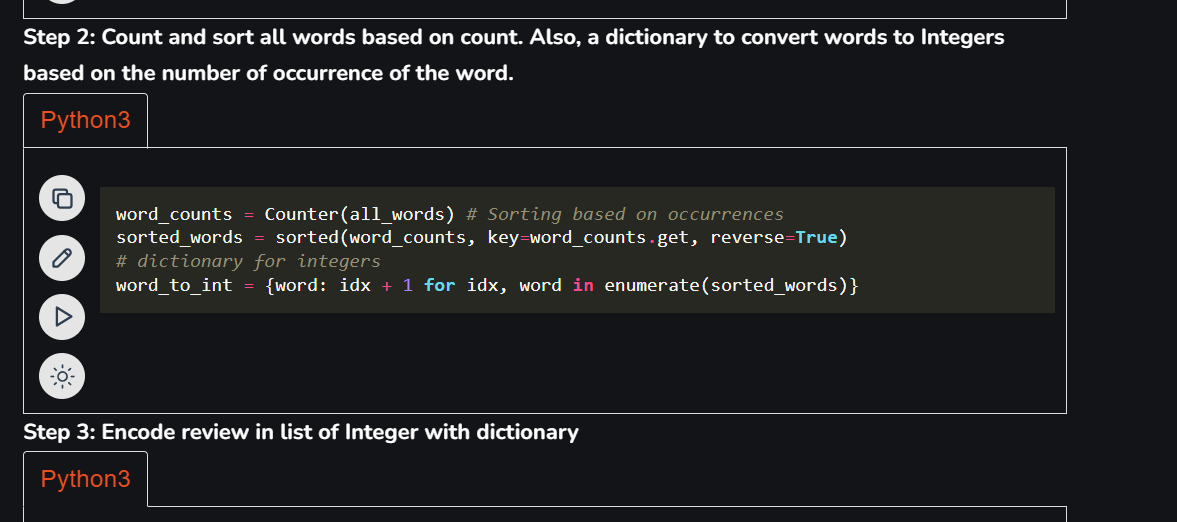 Step 2: Count and sort all words based on count. Also, a dictionary to convert words to Integers
based on the number of occurrence of the word.
Python3
word_counts = Counter(all_words) # Sorting based on occurrences
sorted_words = sorted(word_counts, key=word_counts.get, reverse=True)
# dictionary for integers
word_to_int = {word: idx + 1 for idx, word in enumerate(sorted_words)}
Step 3: Encode review in list of Integer with dictionary
Python3